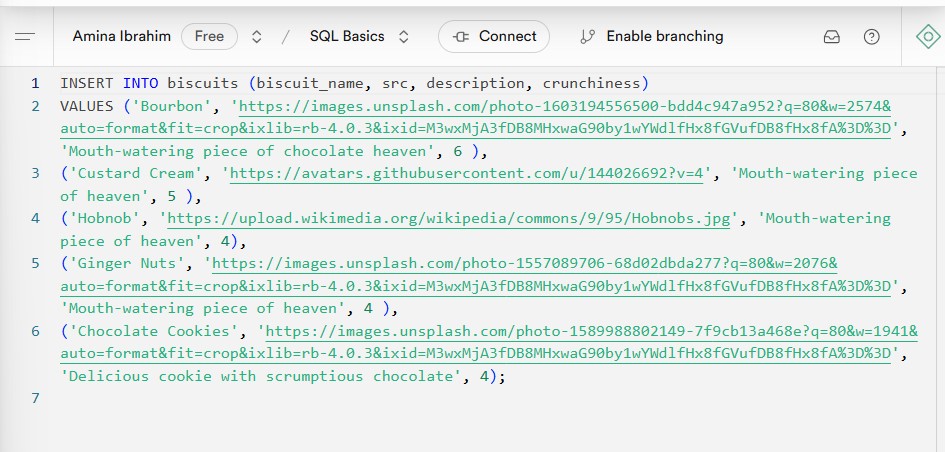 Amina Ibrahim Free / SQL Basics Connect Enable branching
1 INSERT INTO biscuits (biscuit_name, src, description, crunchiness)
2 VALUES ('Bourbon', 'https://images.unsplash.com/photo-1603194556500-bdd4c947a952?q=80&w=2574&
auto=format&fit=crop&ixlib=rb-4.0.3&ixid=M3wxMjA3fDB8MHxwaG90by1wYWdlfHx8fGVufDB8fHx8fA%3D%3D',
'Mouth-watering piece of chocolate heaven', 6 ),
3 ('Custard Cream', 'https://avatars.githubusercontent.com/u/144026692?v=4', 'Mouth-watering piece
of heaven', 5 ),
4 ('Hobnob', 'https://upload.wikimedia.org/wikipedia/commons/9/95/Hobnobs.jpg', 'Mouth-watering
piece of heaven', 4),
5 ('Ginger Nuts', 'https://images.unsplash.com/photo-1557089706-68d02dbda277?q=80&w=2076&
auto=format&fit=crop&ixlib=rb-4.0.3&ixid=M3wxMjA3fDB8MHxwaG90by1wYWdlfHx8fGVufDB8fHx8fA%3D%3D',
'Mouth-watering piece of heaven', 4 ),
6 ('Chocolate Cookies', 'https://images.unsplash.com/photo-1589988802149-7f9cb13a468e?q=80&w=1941&
auto=format&fit=crop&ixlib=rb-4.0.3&ixid=M3wxMjA3fDB8MHxwaG90by1wYWdlfHx8fGVufDB8fHx8fA%3D%3D',
'Delicious cookie with scrumptious chocolate', 4);
7